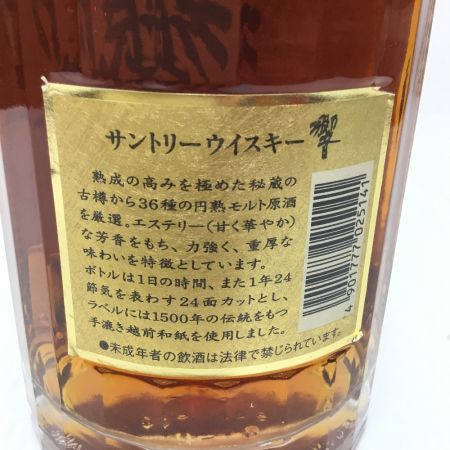 サントリーウイスキー 響
熟成の高みを極めた秘蔵の
古樽から36種の円熟モルト原酒
を厳選。エステリー(甘く華やか)
な芳香をもち、力強く、重厚な
味わいを特徴としています。
ボトルは1日の時間、また1年24
節気を表わす24面カットとし、
ラベルには1500年の伝統をもつ
手漉き越前和紙を使用しました。
●未成年者の飲酒は法律で禁じられています。
4901777025141